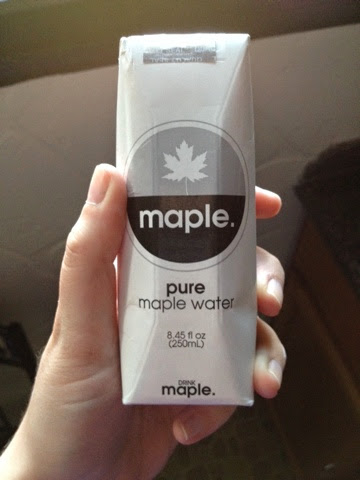 maple.
pure
maple water
8.45 fl oz
(250mL)
DRINK
maple.